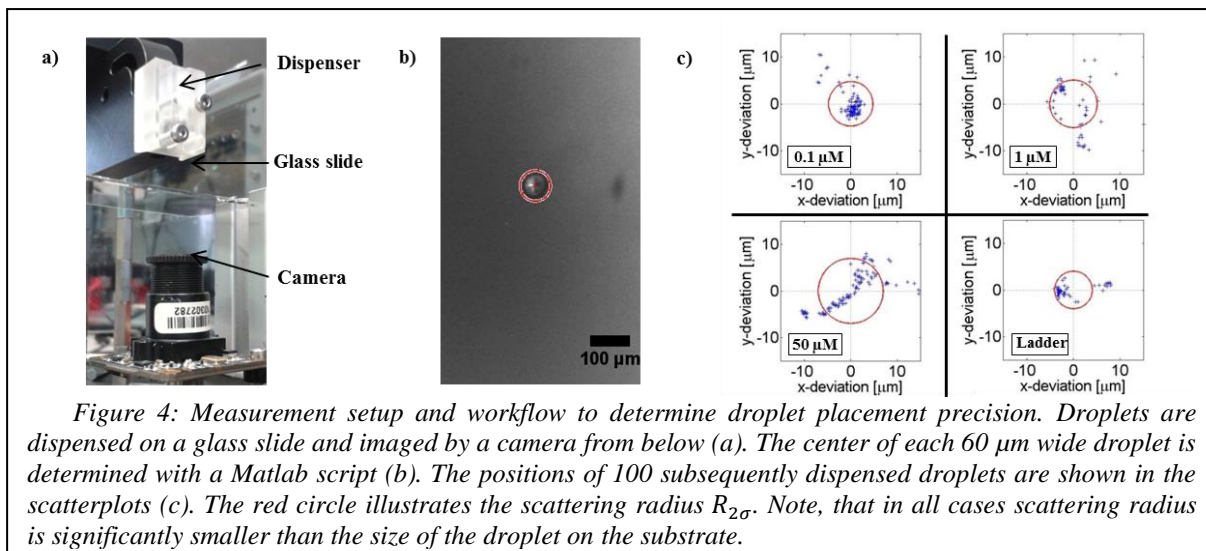 a)
Dispenser
Glass slide
Camera
b)
100 µm
c)
y-deviation [µm]
10
0
-10
0.1 µM
-10 0 10
x-deviation [µm]
y-deviation [µm]
10
0
-10
1 µM
-10 0 10
x-deviation [µm]
y-deviation [µm]
10
0
-10
50 µM
-10 0 10
x-deviation [µm]
y-deviation [µm]
10
0
-10
Ladder
-10 0 10
x-deviation [µm]
Figure 4: Measurement setup and workflow to determine droplet placement precision. Droplets are
dispensed on a glass slide and imaged by a camera from below (a). The center of each 60 µm wide droplet is
determined with a Matlab script (b). The positions of 100 subsequently dispensed droplets are shown in the
scatterplots (c). The red circle illustrates the scattering radius R₂σ. Note, that in all cases scattering radius
is significantly smaller than the size of the droplet on the substrate.